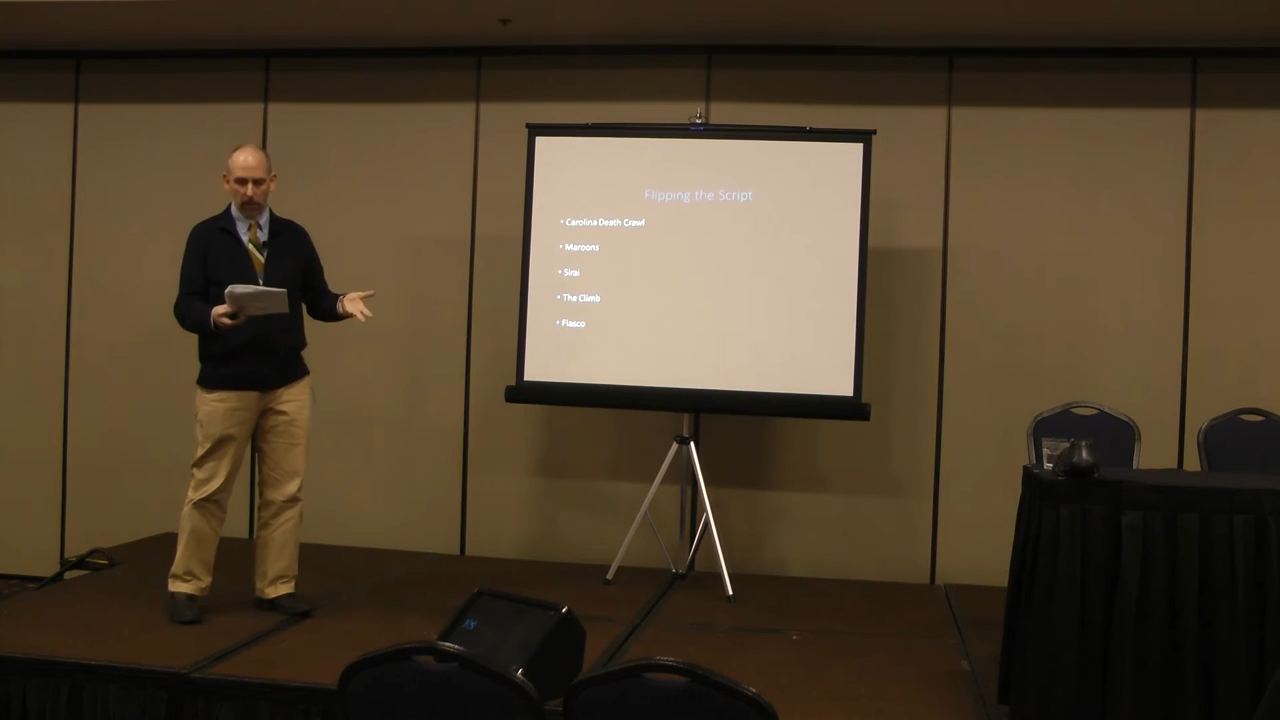 Flipping the Script
• Carolina Death Crawl
• Maroons
• Sirai
• The Climb
• Fiasco